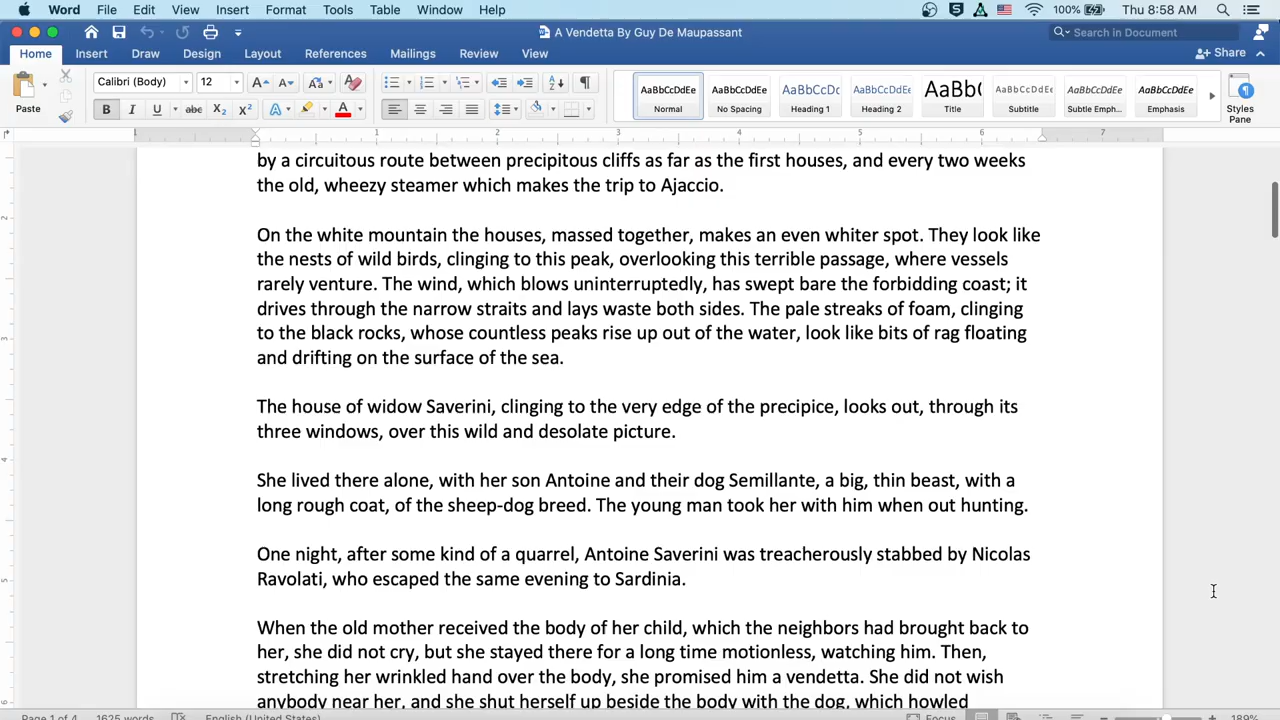 Word File Edit View Insert Format Tools Table Window Help 100% Thu 8:58 AM
A Vendetta By Guy De Maupassant Search in Document
Home Insert Draw Design Layout References Mailings Review View Share
Paste Calibri (Body) 12 A A Aa A
B I U abc X₂ X² A A
AaBbCcDdEe AaBbCcDdEe AaBbCcDc AaBbCcDdEe AaBbC AaBbCcDdEe AaBbCcDdEe AaBbCcDdEe
Normal No Spacing Heading 1 Heading 2 Title Subtitle Subtle Emph... Emphasis Styles
Pane
1 1 2 3 4 5 6 7
by a circuitous route between precipitous cliffs as far as the first houses, and every two weeks
the old, wheezy steamer which makes the trip to Ajaccio.
On the white mountain the houses, massed together, makes an even whiter spot. They look like
the nests of wild birds, clinging to this peak, overlooking this terrible passage, where vessels
rarely venture. The wind, which blows uninterruptedly, has swept bare the forbidding coast; it
drives through the narrow straits and lays waste both sides. The pale streaks of foam, clinging
to the black rocks, whose countless peaks rise up out of the water, look like bits of rag floating
and drifting on the surface of the sea.
The house of widow Saverini, clinging to the very edge of the precipice, looks out, through its
three windows, over this wild and desolate picture.
She lived there alone, with her son Antoine and their dog Semillante, a big, thin beast, with a
long rough coat, of the sheep-dog breed. The young man took her with him when out hunting.
One night, after some kind of a quarrel, Antoine Saverini was treacherously stabbed by Nicolas
Ravolati, who escaped the same evening to Sardinia.
When the old mother received the body of her child, which the neighbors had brought back to
her, she did not cry, but she stayed there for a long time motionless, watching him. Then,
stretching her wrinkled hand over the body, she promised him a vendetta. She did not wish
anybody near her, and she shut herself up beside the body with the dog, which howled
Page 1 of 4 1625 words English (United States) Focus 189%